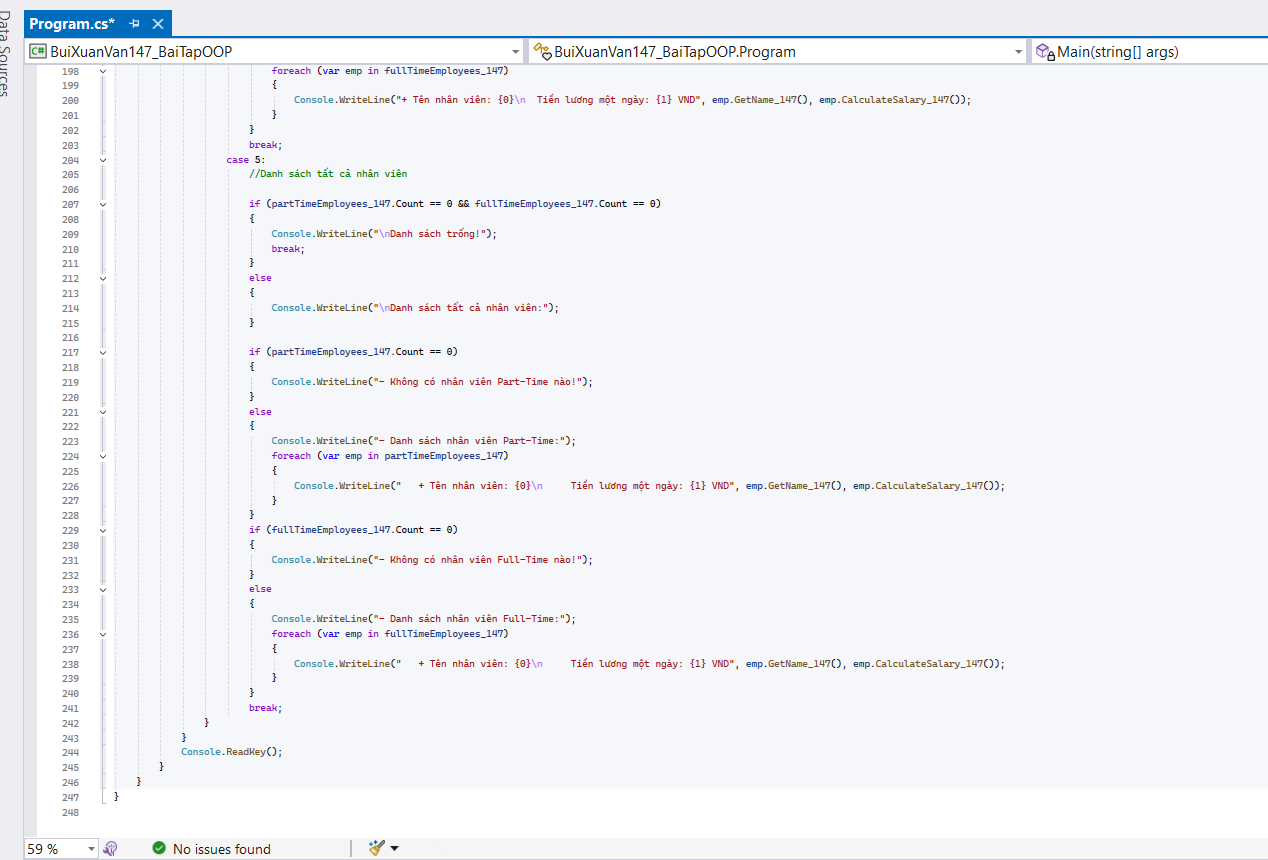 Data Sources
Program.cs*
BuiXuanVan147_BaiTapOOP
BuiXuanVan147_BaiTapOOP.Program
Main(string[] args)
198 foreach (var emp in fullTimeEmployees_147)
199 {
200 Console.WriteLine("+ Tên nhân viên: {0}\n  Tiền lương một ngày: {1} VND", emp.GetName_147(), emp.CalculateSalary_147());
201 }
202 }
203 break;
204 case 5:
205 //Danh sách tất cả nhân viên
206
207 if (partTimeEmployees_147.Count == 0 && fullTimeEmployees_147.Count == 0)
208 {
209 Console.WriteLine("\nDanh sách trống!");
210 break;
211 }
212 else
213 {
214 Console.WriteLine("\nDanh sách tất cả nhân viên:");
215 }
216
217 if (partTimeEmployees_147.Count == 0)
218 {
219 Console.WriteLine("- Không có nhân viên Part-Time nào!");
220 }
221 else
222 {
223 Console.WriteLine("- Danh sách nhân viên Part-Time:");
224 foreach (var emp in partTimeEmployees_147)
225 {
226 Console.WriteLine("   + Tên nhân viên: {0}\n     Tiền lương một ngày: {1} VND", emp.GetName_147(), emp.CalculateSalary_147());
227 }
228 }
229 if (fullTimeEmployees_147.Count == 0)
230 {
231 Console.WriteLine("- Không có nhân viên Full-Time nào!");
232 }
233 else
234 {
235 Console.WriteLine("- Danh sách nhân viên Full-Time:");
236 foreach (var emp in fullTimeEmployees_147)
237 {
238 Console.WriteLine("   + Tên nhân viên: {0}\n     Tiền lương một ngày: {1} VND", emp.GetName_147(), emp.CalculateSalary_147());
239 }
240 }
241 break;
242 }
243 }
244 Console.ReadKey();
245 }
246 }
247 }
248
59 %
No issues found